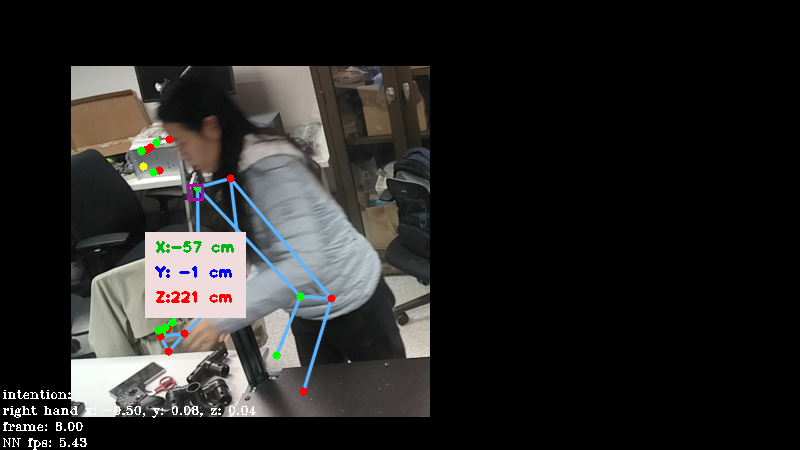 X:-57 cm
Y: -1 cm
Z:221 cm
intention:
right hand x: -0.50, y: 0.08, z: 0.04
frame: 8.00
NN fps: 5.43